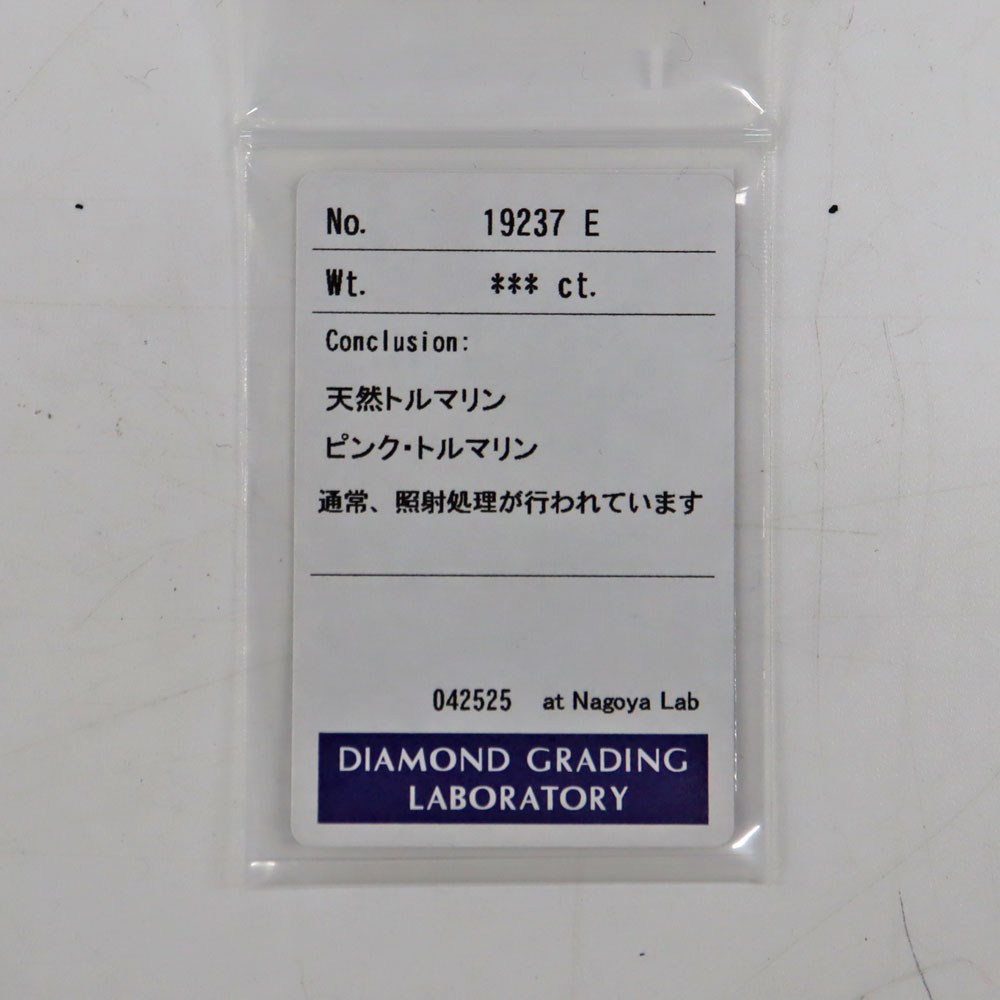 No. 19237 E
Wt. *** ct.
Conclusion:
天然トルマリン
ピンク・トルマリン
通常、照射処理が行われています
042525 at Nagoya Lab
DIAMOND GRADING
LABORATORY